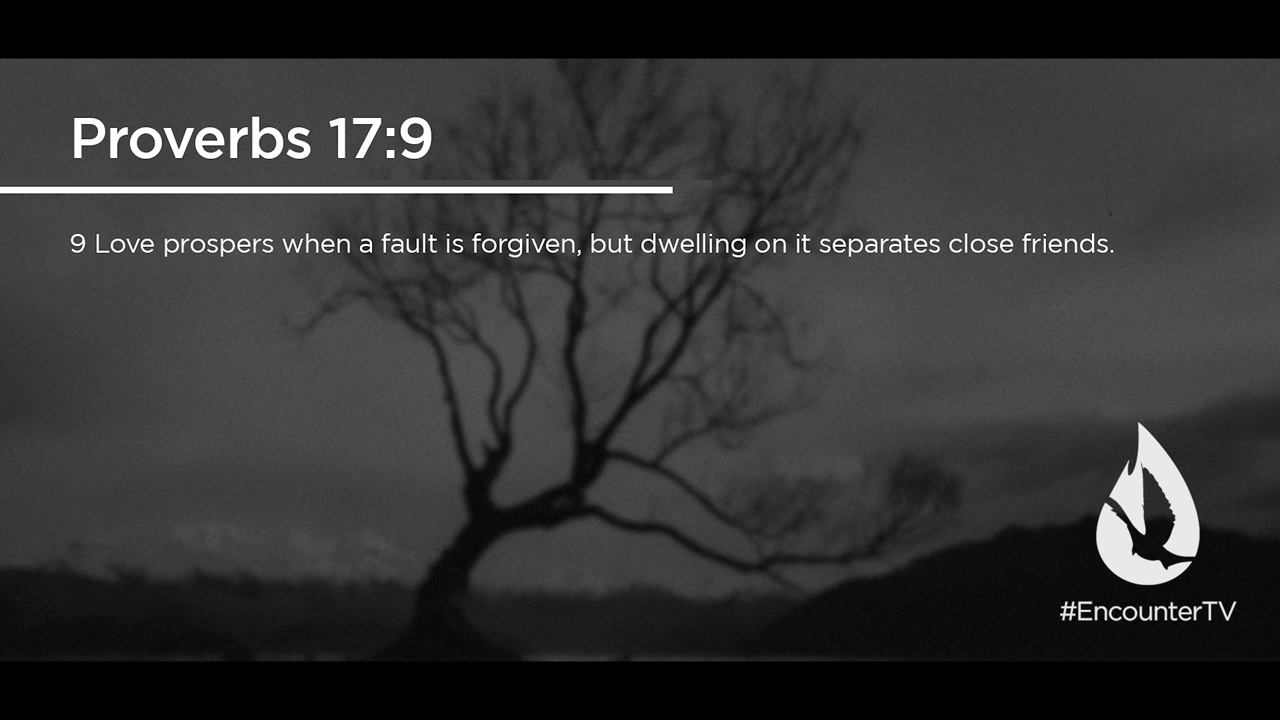 Proverbs 17:9
9 Love prospers when a fault is forgiven, but dwelling on it separates close friends.
#EncounterTV